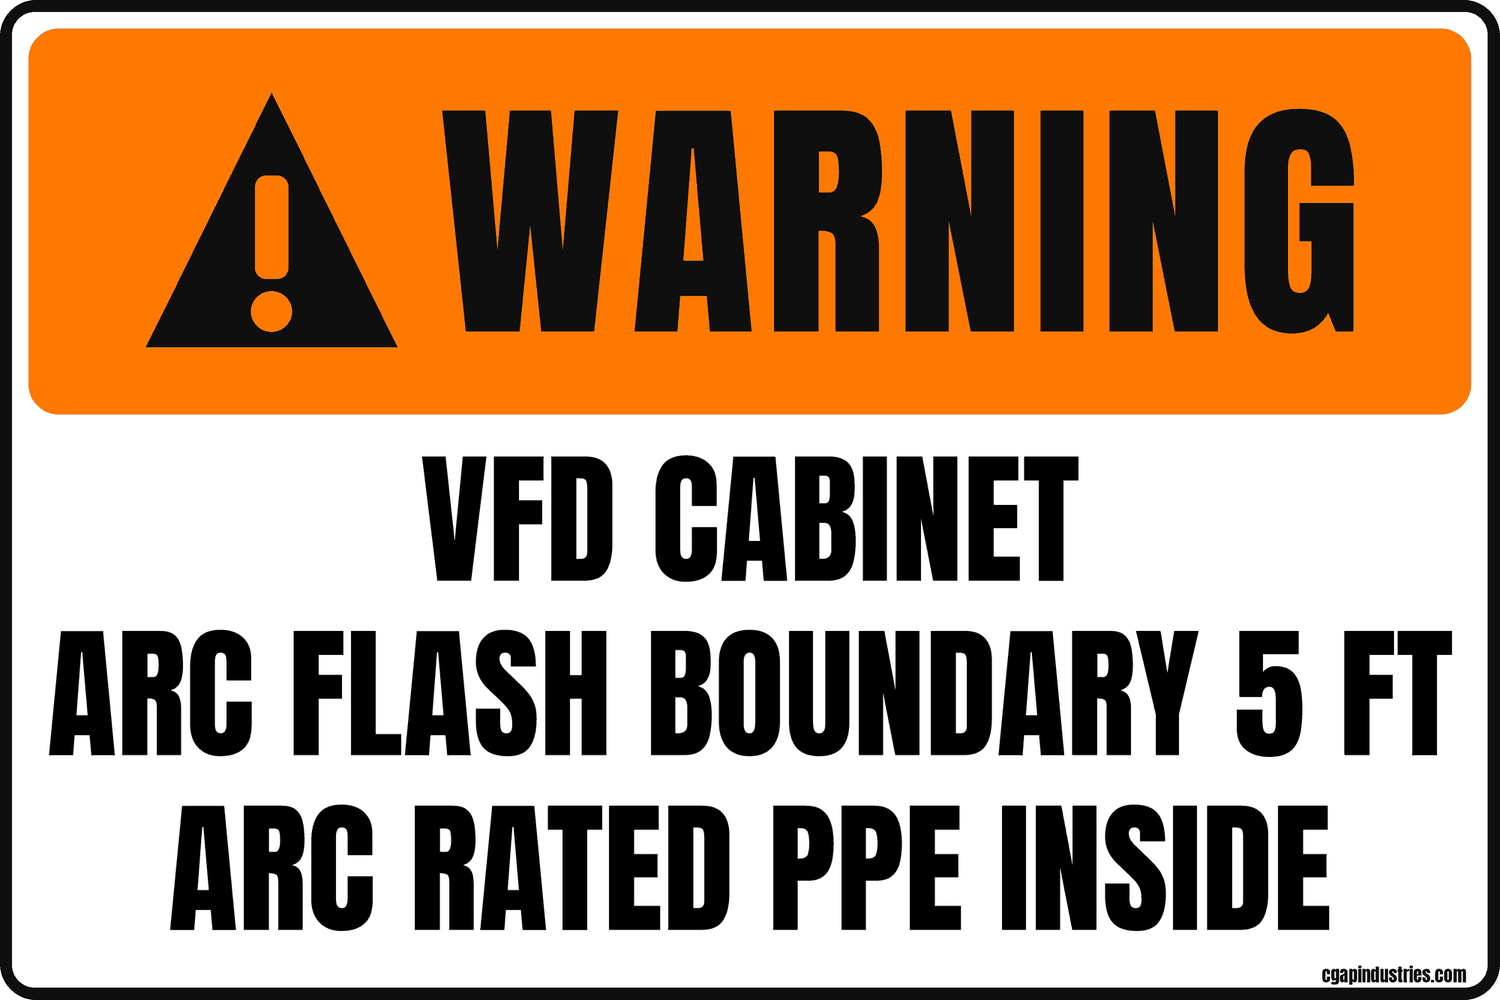 WARNING
VFD CABINET
ARC FLASH BOUNDARY 5 FT
ARC RATED PPE INSIDE
cgapindustries.com